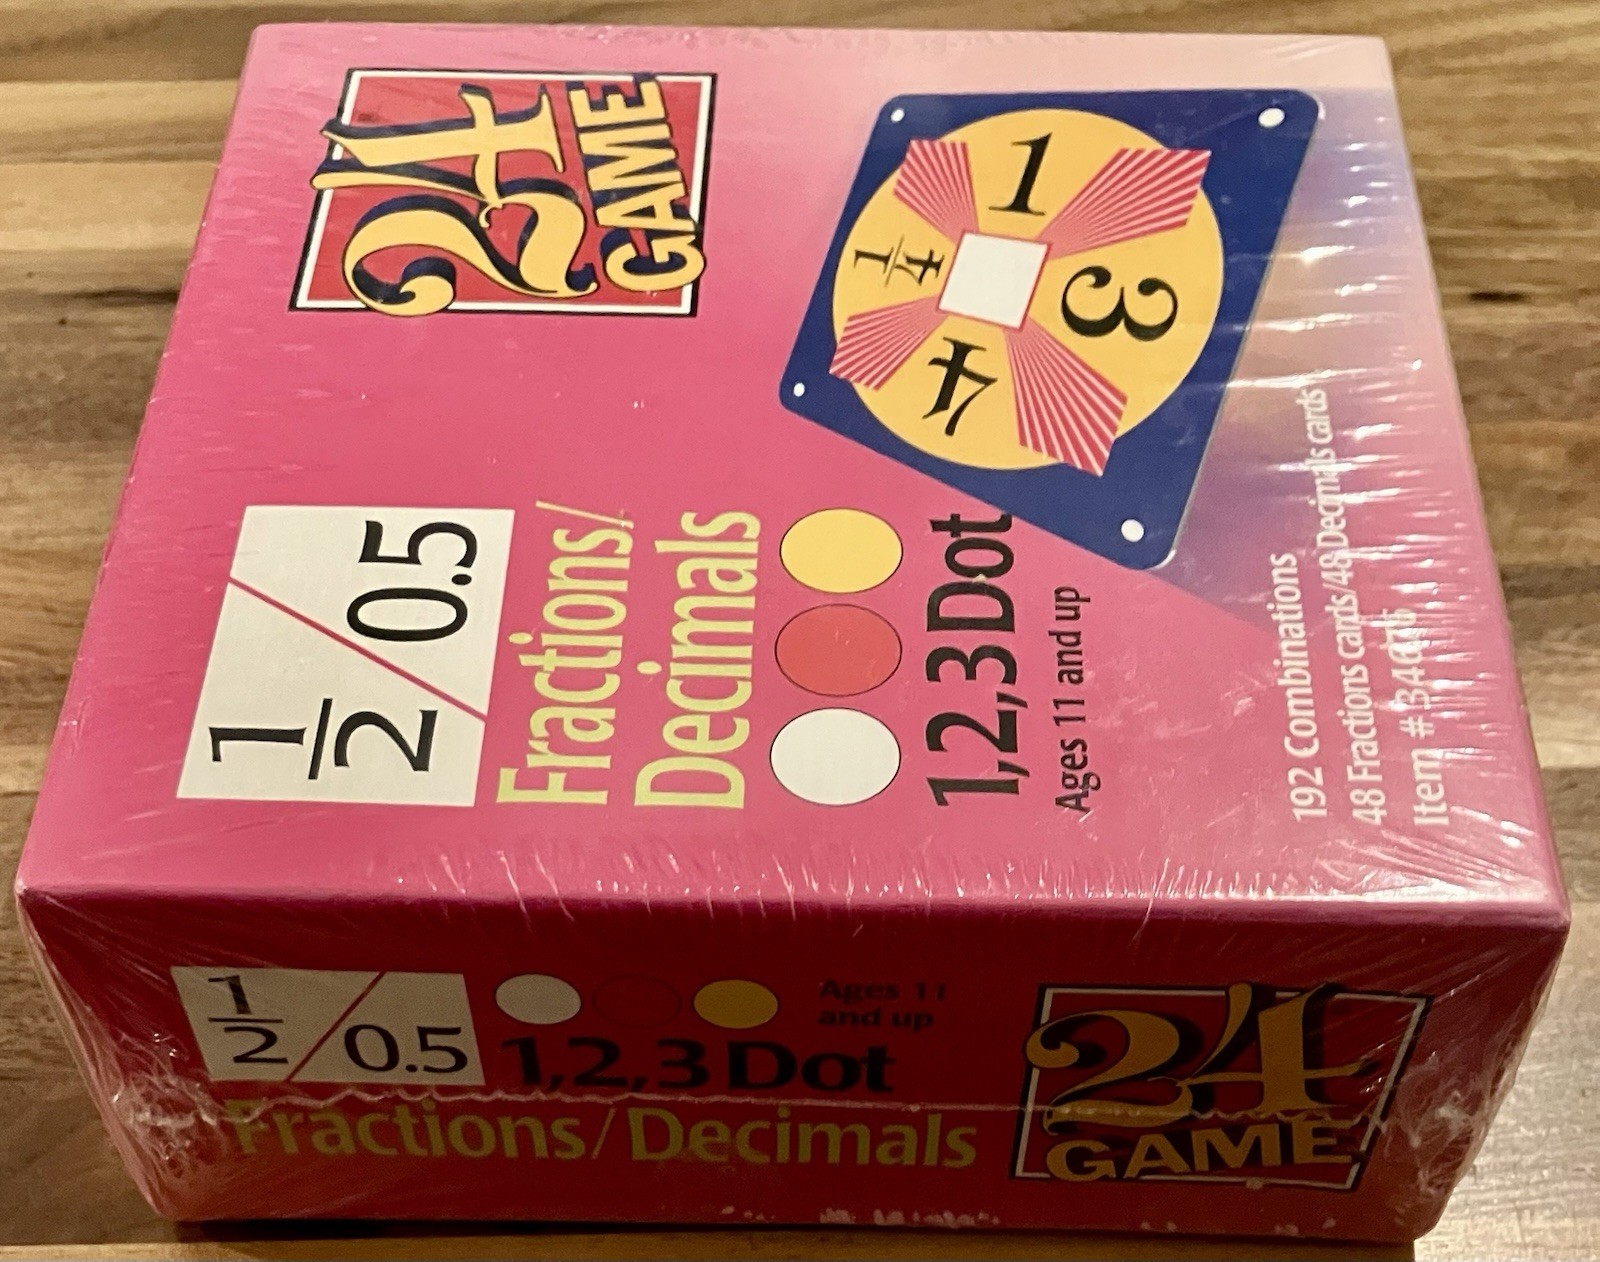 24
GAME
1
3
4
1/4
1/2 / 0.5
Fractions/
Decimals
1,2,3 Dot
Ages 11 and up
192 Combinations
48 Fractions cards/48 Decimals cards
Item #
1/2 / 0.5
Ages 11
and up
1,2,3 Dot
Fractions/Decimals
24
GAME